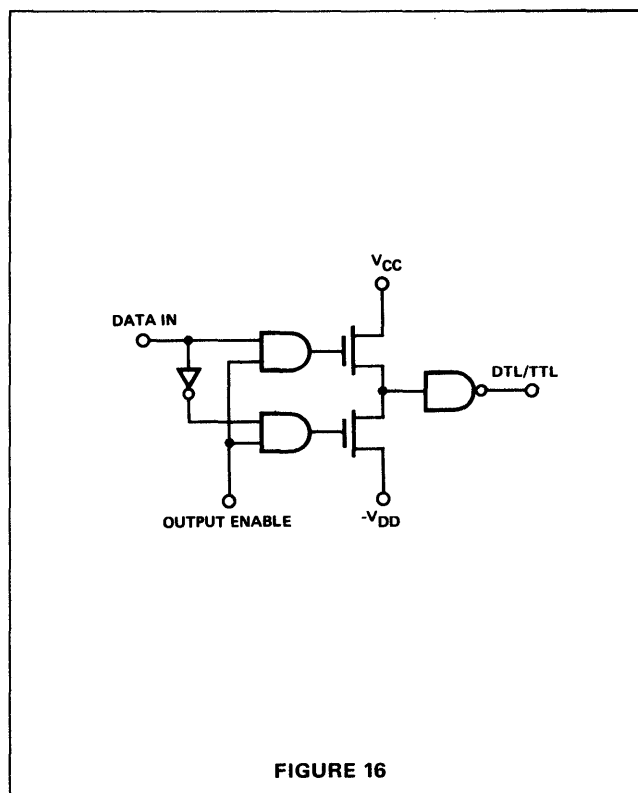 VCC
DATA IN
DTL/TTL
OUTPUT ENABLE
-VDD
FIGURE 16